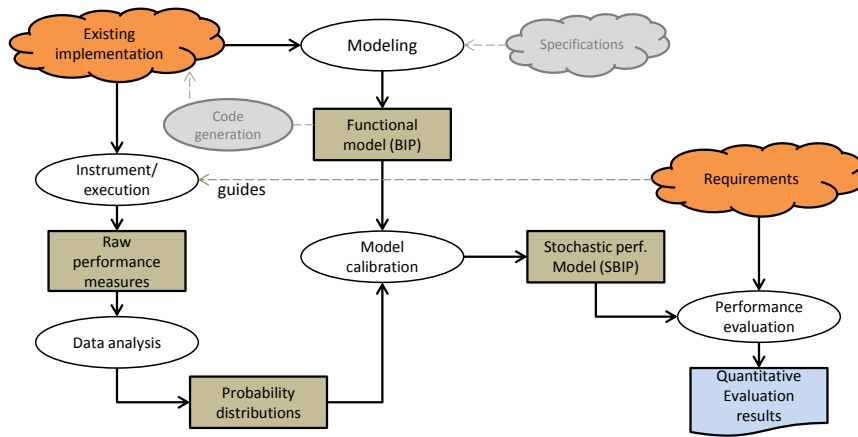 Existing
implementation
Modeling
Specifications
Code
generation
Functional
model (BIP)
Instrument/
execution
guides
Requirements
Raw
performance
measures
Model
calibration
Stochastic perf.
Model (SBIP)
Performance
evaluation
Data analysis
Probability
distributions
Quantitative
Evaluation
results